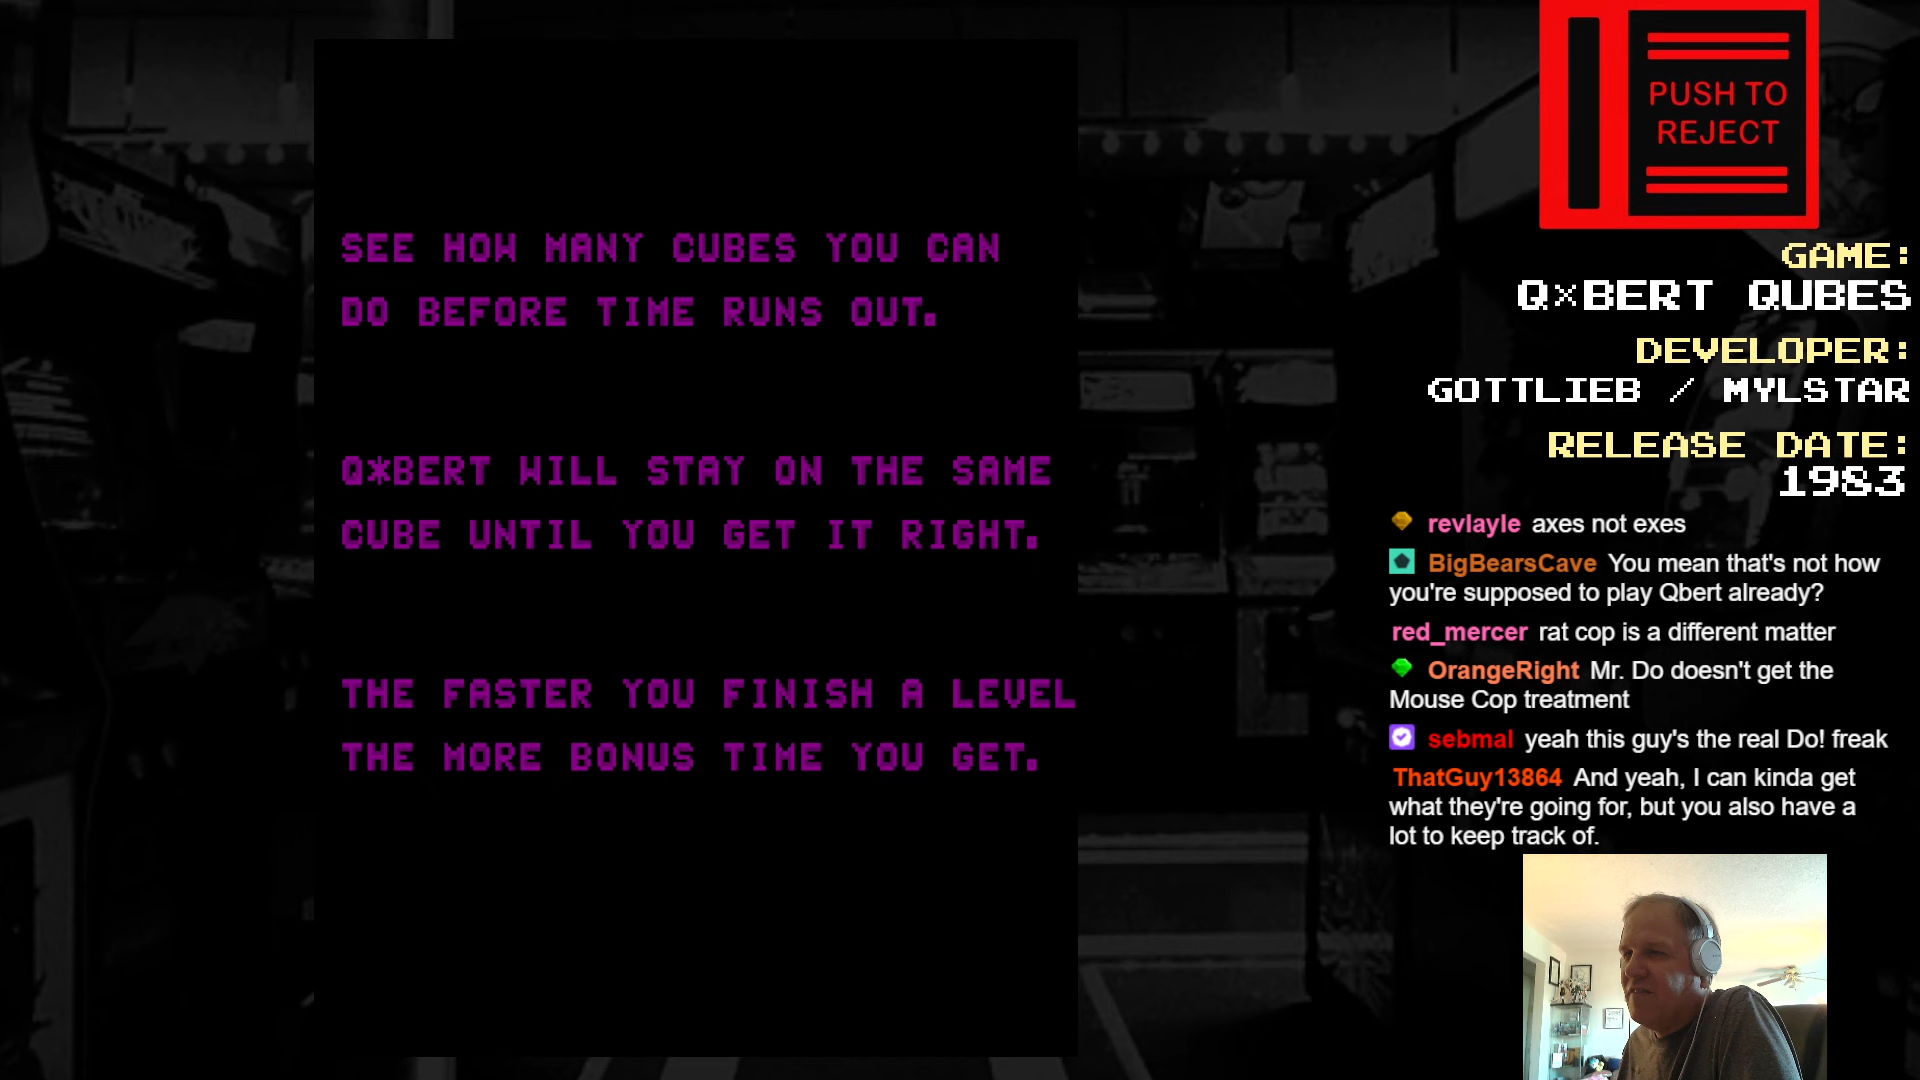 SEE HOW MANY CUBES YOU CAN
DO BEFORE TIME RUNS OUT.
Q*BERT WILL STAY ON THE SAME
CUBE UNTIL YOU GET IT RIGHT.
THE FASTER YOU FINISH A LEVEL
THE MORE BONUS TIME YOU GET.
PUSH TO
REJECT
GAME:
Q×BERT QUBES
DEVELOPER:
GOTTLIEB / MYLSTAR
RELEASE DATE:
1983
revlayle axes not exes
BigBearsCave You mean that's not how
you're supposed to play Qbert already?
red_mercer rat cop is a different matter
OrangeRight Mr. Do doesn't get the
Mouse Cop treatment
sebmal yeah this guy's the real Do! freak
ThatGuy13864 And yeah, I can kinda get
what they're going for, but you also have a
lot to keep track of.